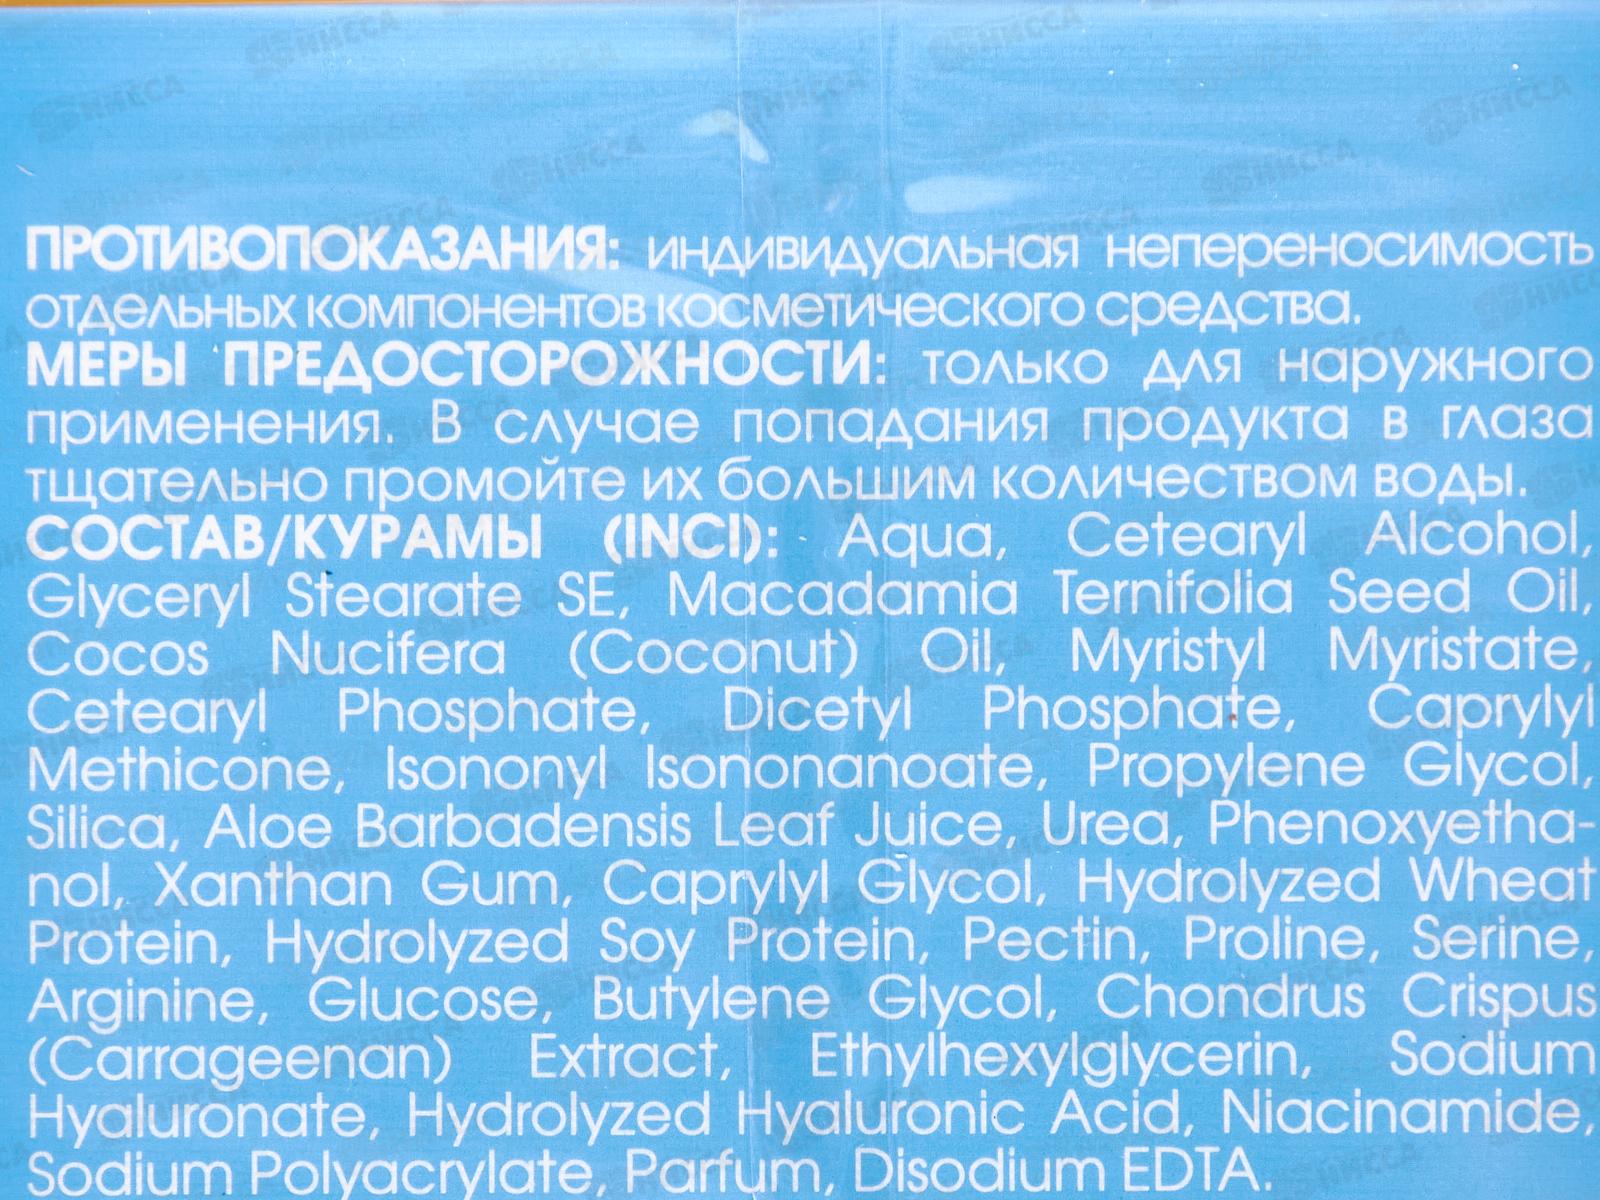 ПРОТИВОПОКАЗАНИЯ: индивидуальная непереносимость
отдельных компонентов косметического средства.
МЕРЫ ПРЕДОСТОРОЖНОСТИ: только для наружного
применения. В случае попадания продукта в глаза
тщательно промойте их большим количеством воды.
СОСТАВ/КУРАМЫ (INCI): Aqua, Cetearyl Alcohol,
Glyceryl Stearate SE, Macadamia Ternifolia Seed Oil,
Cocos Nucifera (Coconut) Oil, Myristyl Myristate,
Cetearyl Phosphate, Dicetyl Phosphate, Caprylyl
Methicone, Isononyl Isononanoate, Propylene Glycol,
Silica, Aloe Barbadensis Leaf Juice, Urea, Phenoxyetha-
nol, Xanthan Gum, Caprylyl Glycol, Hydrolyzed Wheat
Protein, Hydrolyzed Soy Protein, Pectin, Proline, Serine,
Arginine, Glucose, Butylene Glycol, Chondrus Crispus
(Carrageenan) Extract, Ethylhexylglycerin, Sodium
Hyaluronate, Hydrolyzed Hyaluronic Acid, Niacinamide,
Sodium Polyacrylate, Parfum, Disodium EDTA.